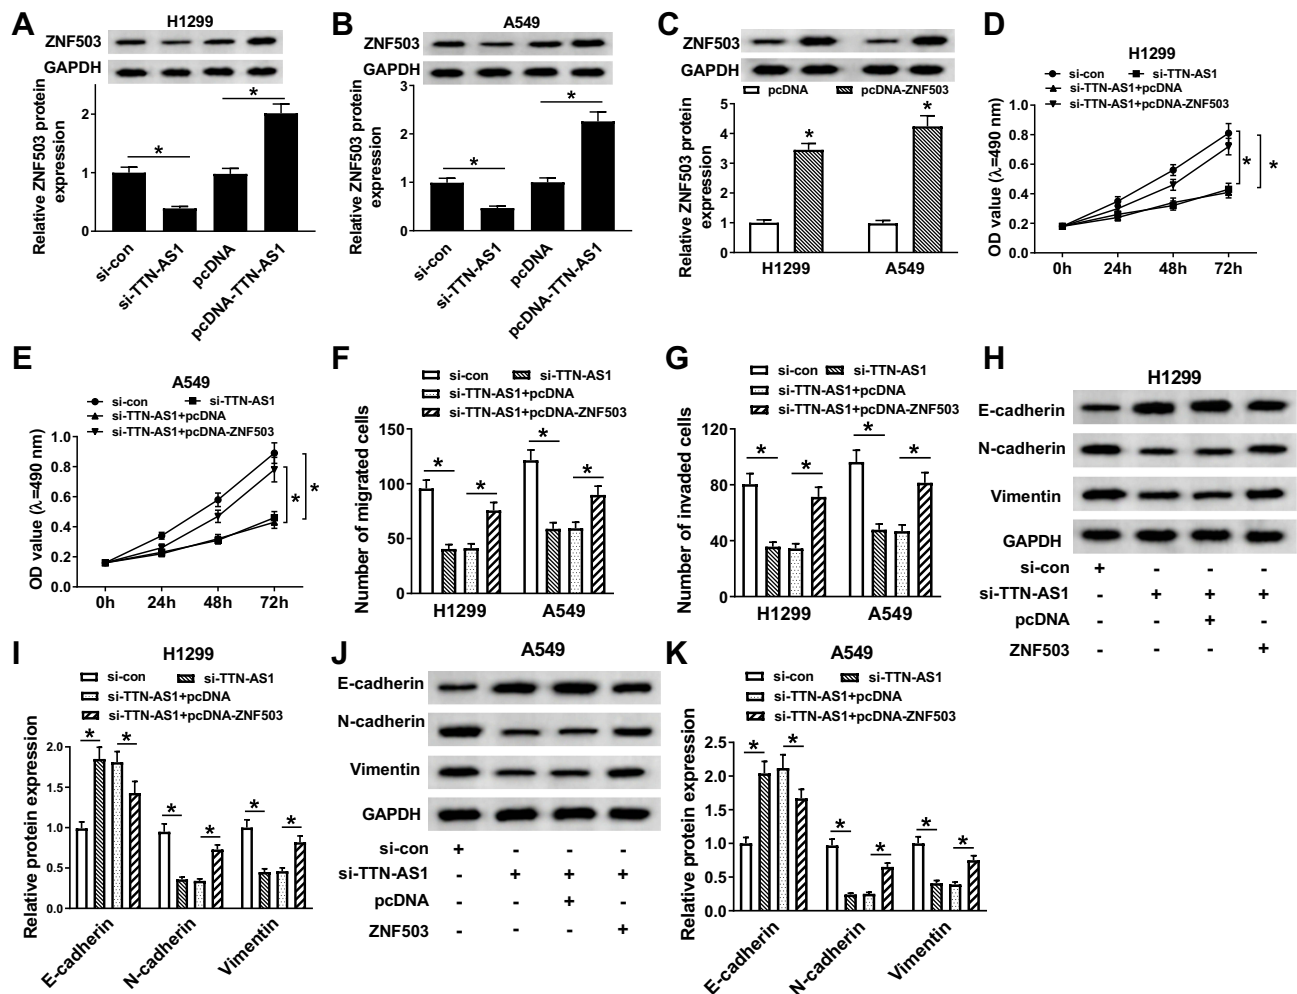 A
H1299
ZNF503
GAPDH
Relative ZNF503 protein
expression
2
1
0
*
*
si-con
si-TTN-AS1
pcDNA
pcDNA-TTN-AS1
B
A549
ZNF503
GAPDH
Relative ZNF503 protein
expression
3
2
1
0
*
*
si-con
si-TTN-AS1
pcDNA
pcDNA-TTN-AS1
C
ZNF503
GAPDH
pcDNA
pcDNA-ZNF503
Relative ZNF503 protein
expression
5
4
3
2
1
0
*
*
H1299
A549
D
H1299
si-con
si-TTN-AS1
si-TTN-AS1+pcDNA
si-TTN-AS1+pcDNA-ZNF503
OD value (λ=490 nm)
1.0
0.8
0.6
0.4
0.2
0.0
*
*
0h
24h
48h
72h
E
A549
si-con
si-TTN-AS1
si-TTN-AS1+pcDNA
si-TTN-AS1+pcDNA-ZNF503
OD value (λ=490 nm)
1.0
0.8
0.6
0.4
0.2
0.0
*
*
0h
24h
48h
72h
F
si-con
si-TTN-AS1
si-TTN-AS1+pcDNA
si-TTN-AS1+pcDNA-ZNF503
Number of migrated cells
150
100
50
0
*
*
*
*
H1299
A549
G
si-con
si-TTN-AS1
si-TTN-AS1+pcDNA
si-TTN-AS1+pcDNA-ZNF503
Number of invaded cells
120
80
40
0
*
*
*
*
H1299
A549
H
H1299
E-cadherin
N-cadherin
Vimentin
GAPDH
si-con + - - -
si-TTN-AS1 - + + +
pcDNA - - + -
ZNF503 - - - +
I
H1299
si-con
si-TTN-AS1
si-TTN-AS1+pcDNA
si-TTN-AS1+pcDNA-ZNF503
Relative protein expression
2.0
1.5
1.0
0.5
0.0
*
*
*
*
*
*
E-cadherin
N-cadherin
Vimentin
J
A549
E-cadherin
N-cadherin
Vimentin
GAPDH
si-con + - - -
si-TTN-AS1 - + + +
pcDNA - - + -
ZNF503 - - - +
K
A549
si-con
si-TTN-AS1
si-TTN-AS1+pcDNA
si-TTN-AS1+pcDNA-ZNF503
Relative protein expression
2.5
2.0
1.5
1.0
0.5
0.0
*
*
*
*
*
*
E-cadherin
N-cadherin
Vimentin